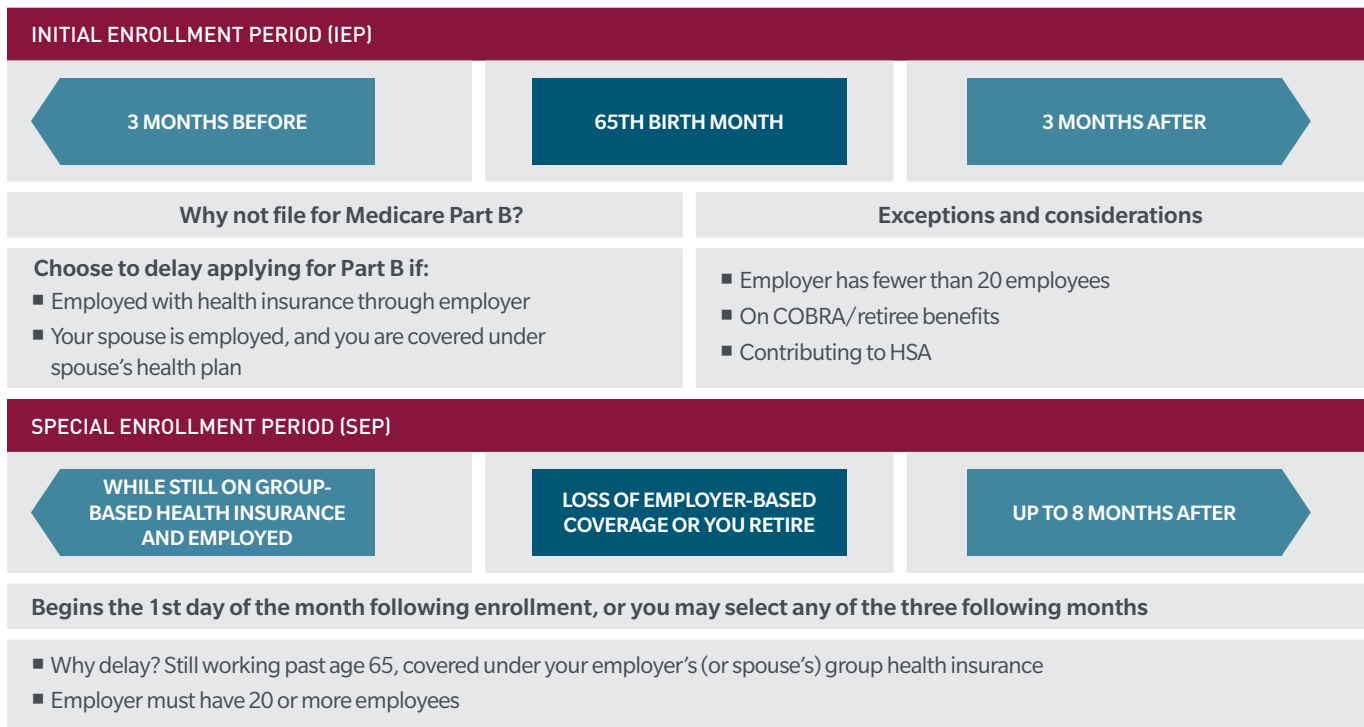 INITIAL ENROLLMENT PERIOD (IEP)
3 MONTHS BEFORE
65TH BIRTH MONTH
3 MONTHS AFTER
Why not file for Medicare Part B?
Exceptions and considerations
Choose to delay applying for Part B if:
■ Employed with health insurance through employer
■ Your spouse is employed, and you are covered under
spouse’s health plan
■ Employer has fewer than 20 employees
■ On COBRA/retiree benefits
■ Contributing to HSA
SPECIAL ENROLLMENT PERIOD (SEP)
WHILE STILL ON GROUP-
BASED HEALTH INSURANCE
AND EMPLOYED
LOSS OF EMPLOYER-BASED
COVERAGE OR YOU RETIRE
UP TO 8 MONTHS AFTER
Begins the 1st day of the month following enrollment, or you may select any of the three following months
■ Why delay? Still working past age 65, covered under your employer’s (or spouse’s) group health insurance
■ Employer must have 20 or more employees